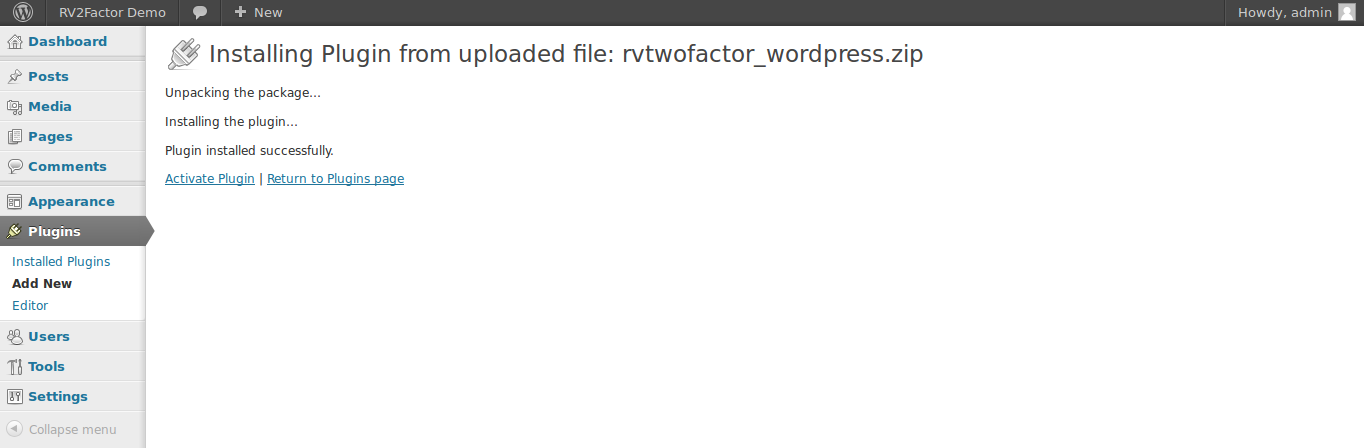 RV2Factor Demo New Howdy, admin
Dashboard
Posts
Media
Pages
Comments
Appearance
Plugins
Installed Plugins
Add New
Editor
Users
Tools
Settings
Collapse menu
Installing Plugin from uploaded file: rvtwofactor_wordpress.zip
Unpacking the package...
Installing the plugin...
Plugin installed successfully.
Activate Plugin | Return to Plugins page